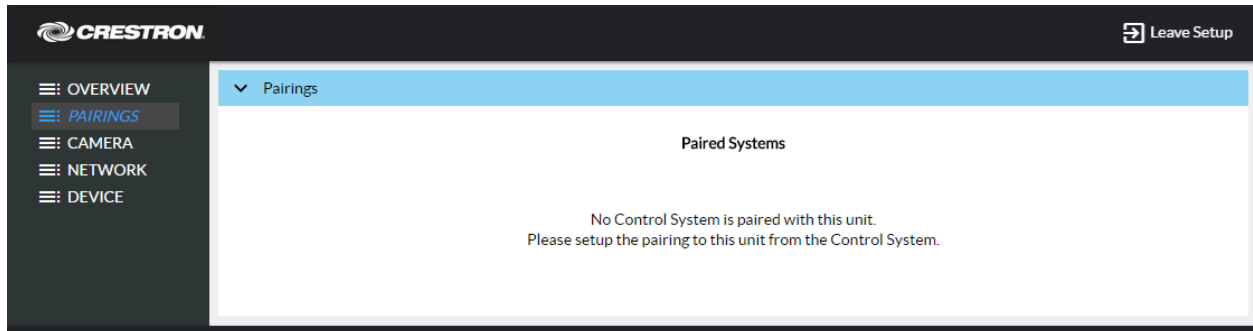 CRESTRON.
Leave Setup
OVERVIEW
PAIRINGS
CAMERA
NETWORK
DEVICE
Pairings
Paired Systems
No Control System is paired with this unit.
Please setup the pairing to this unit from the Control System.